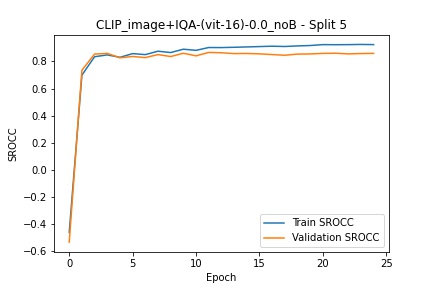 CLIP_image+IQA-(vit-16)-0.0_noB - Split 5
SROCC
0.8
0.6
0.4
0.2
0.0
−0.2
−0.4
−0.6
Train SROCC
Validation SROCC
0
5
10
15
20
25
Epoch